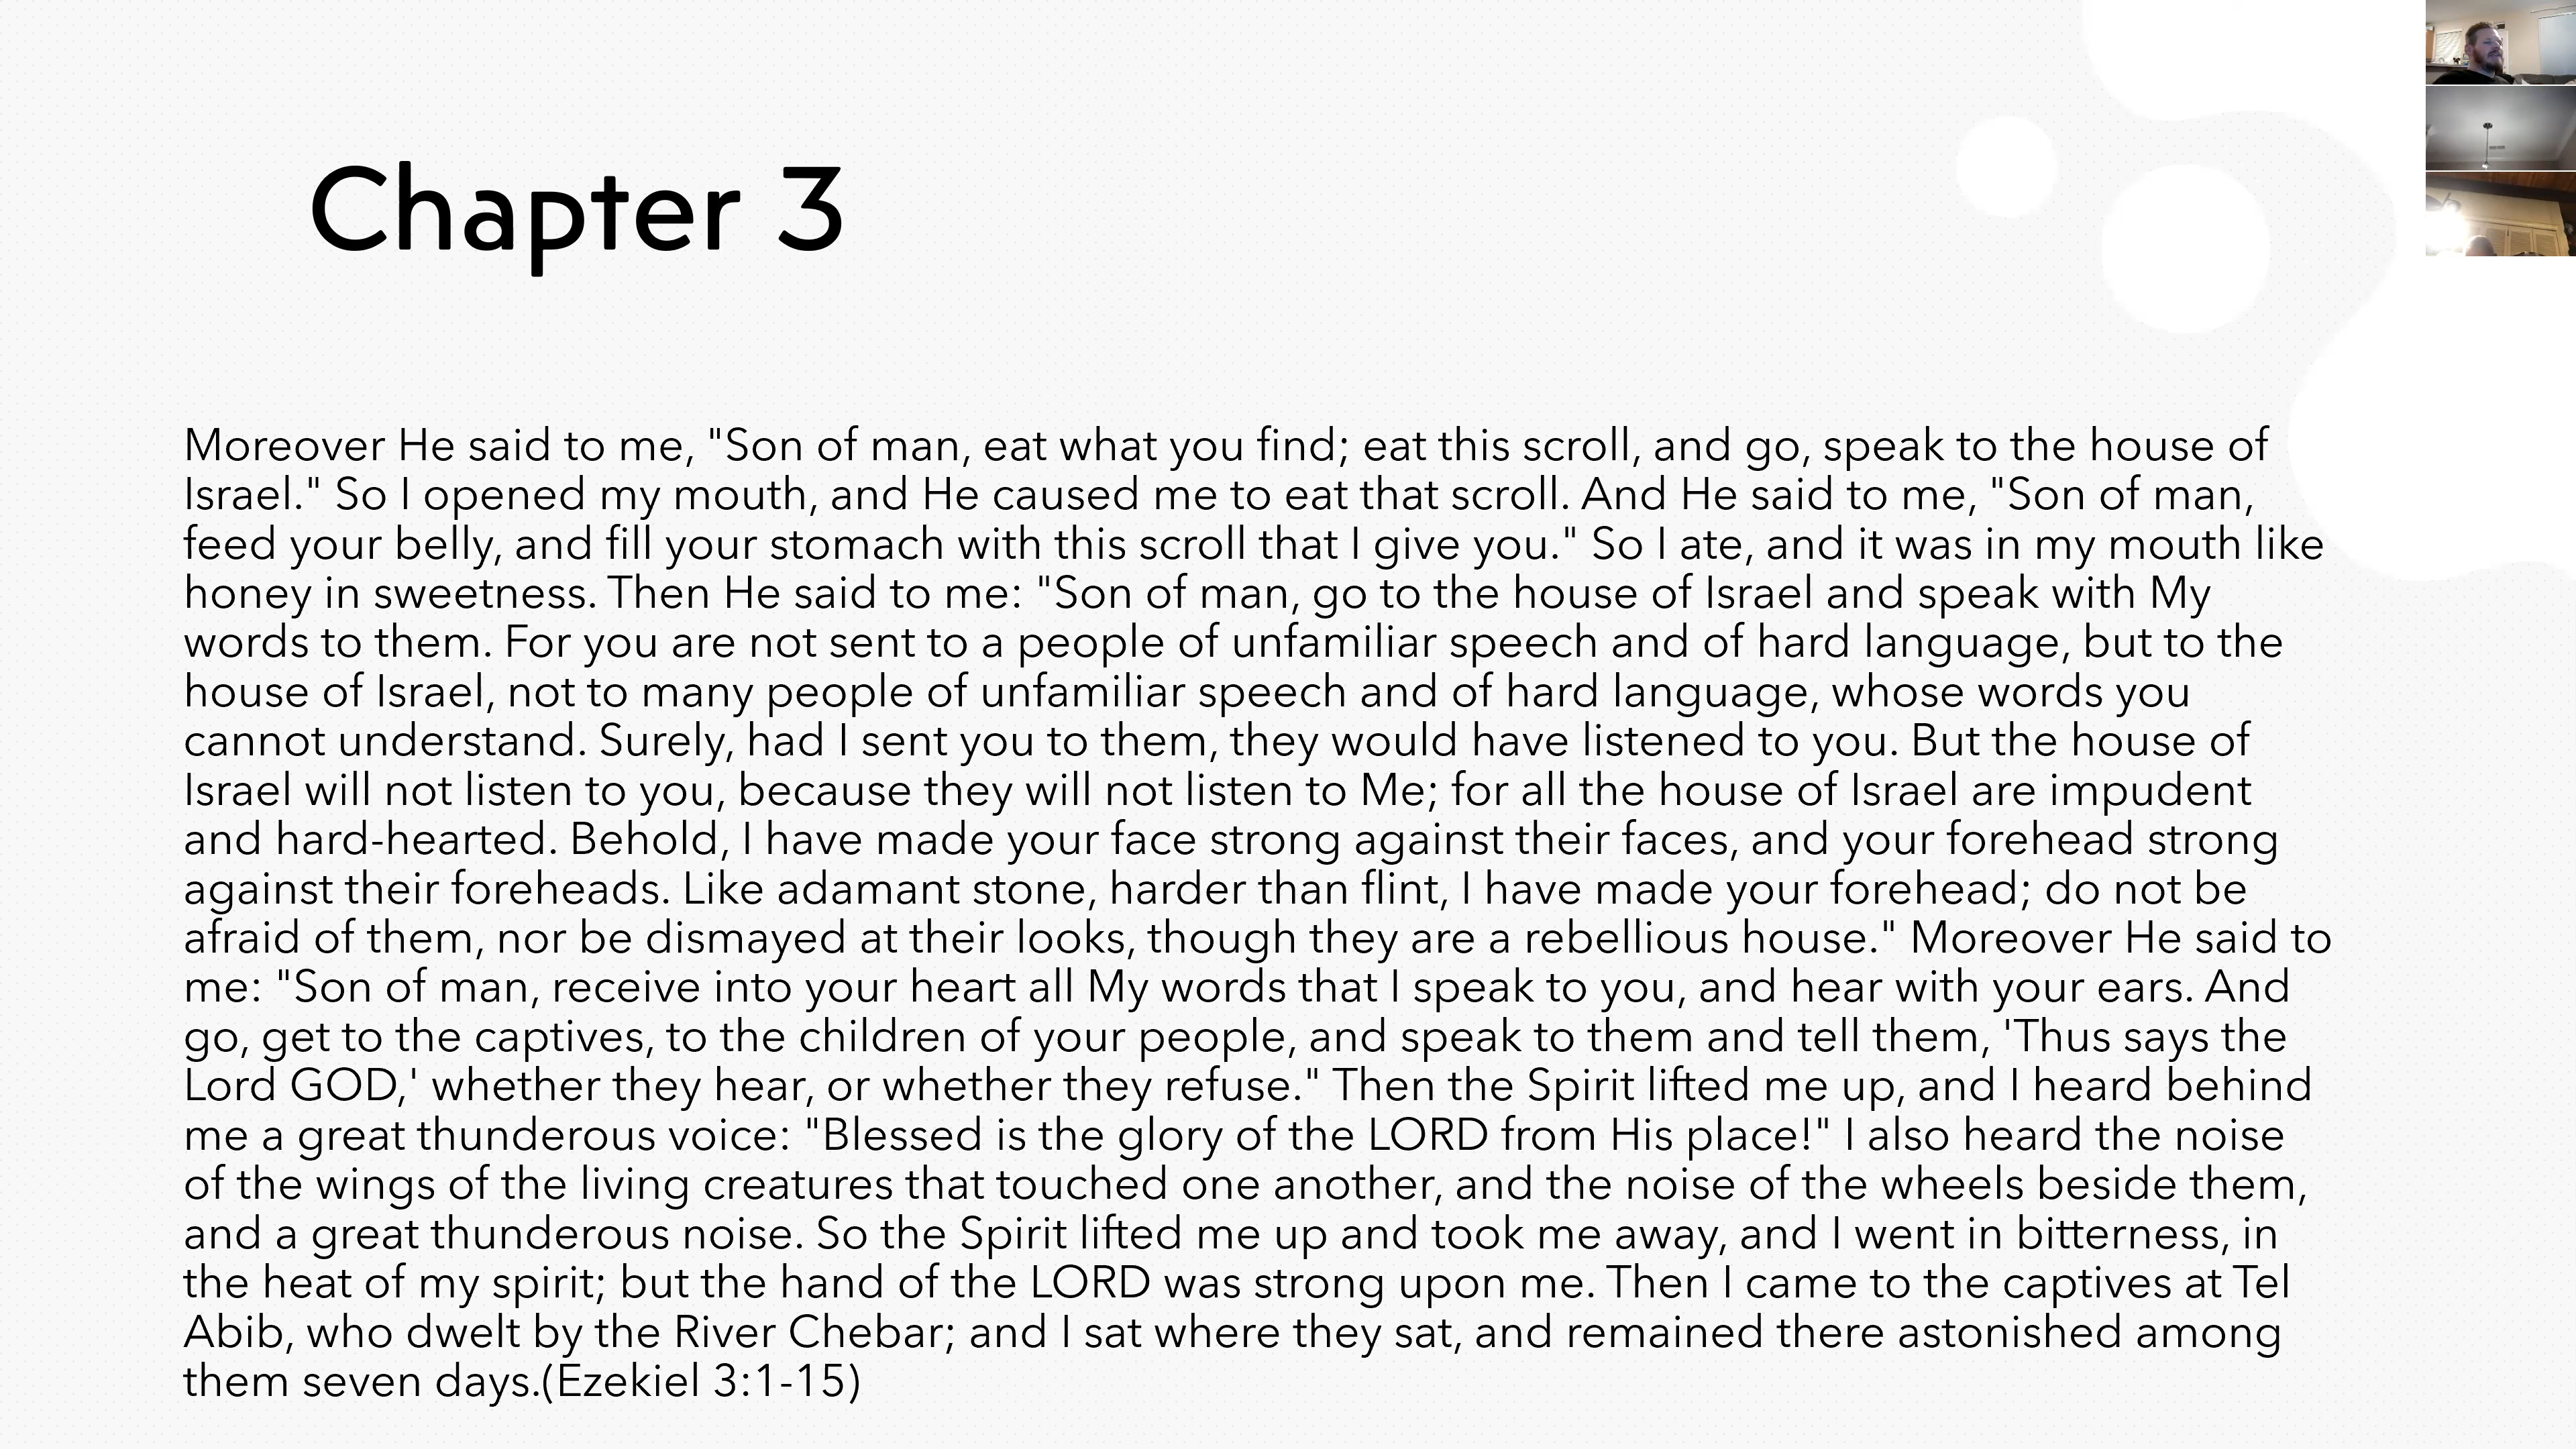 Chapter 3
Moreover He said to me, "Son of man, eat what you find; eat this scroll, and go, speak to the house of
Israel." So I opened my mouth, and He caused me to eat that scroll. And He said to me, "Son of man,
feed your belly, and fill your stomach with this scroll that I give you." So I ate, and it was in my mouth like
honey in sweetness. Then He said to me: "Son of man, go to the house of Israel and speak with My
words to them. For you are not sent to a people of unfamiliar speech and of hard language, but to the
house of Israel, not to many people of unfamiliar speech and of hard language, whose words you
cannot understand. Surely, had I sent you to them, they would have listened to you. But the house of
Israel will not listen to you, because they will not listen to Me; for all the house of Israel are impudent
and hard-hearted. Behold, I have made your face strong against their faces, and your forehead strong
against their foreheads. Like adamant stone, harder than flint, I have made your forehead; do not be
afraid of them, nor be dismayed at their looks, though they are a rebellious house." Moreover He said to
me: "Son of man, receive into your heart all My words that I speak to you, and hear with your ears. And
go, get to the captives, to the children of your people, and speak to them and tell them, 'Thus says the
Lord GOD,' whether they hear, or whether they refuse." Then the Spirit lifted me up, and I heard behind
me a great thunderous voice: "Blessed is the glory of the LORD from His place!" I also heard the noise
of the wings of the living creatures that touched one another, and the noise of the wheels beside them,
and a great thunderous noise. So the Spirit lifted me up and took me away, and I went in bitterness, in
the heat of my spirit; but the hand of the LORD was strong upon me. Then I came to the captives at Tel
Abib, who dwelt by the River Chebar; and I sat where they sat, and remained there astonished among
them seven days.(Ezekiel 3:1-15)